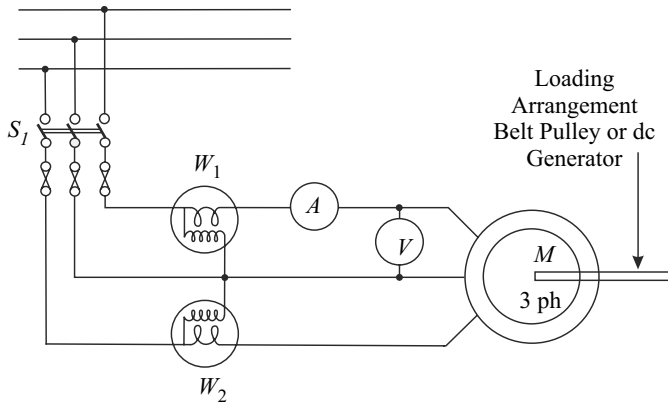 Loading
Arrangement
Belt Pulley or dc
Generator
S1
W1
A
V
M
3 ph
W2